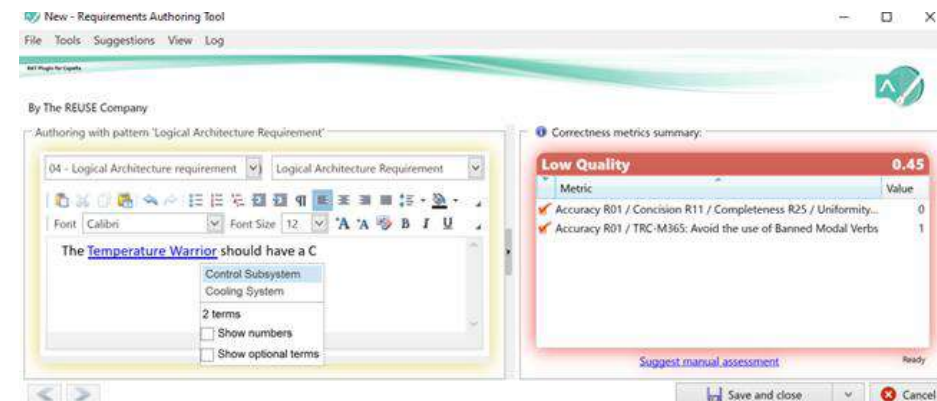 New - Requirements Authoring Tool
File Tools Suggestions View Log
RAT Plugin for Capella
By The REUSE Company
Authoring with pattern 'Logical Architecture Requirement'
04 - Logical Architecture requirement Logical Architecture Requirement
Font Calibri Font Size 12 A A B I U
The Temperature Warrior should have a C
Control Subsystem
Cooling System
2 terms
Show numbers
Show optional terms
Correctness metrics summary:
Low Quality 0.45
Metric Value
Accuracy R01 / Concision R11 / Completeness R25 / Uniformity... 0
Accuracy R01 / TRC-M365: Avoid the use of Banned Modal Verbs 1
Suggest manual assessment Ready
Save and close Cancel